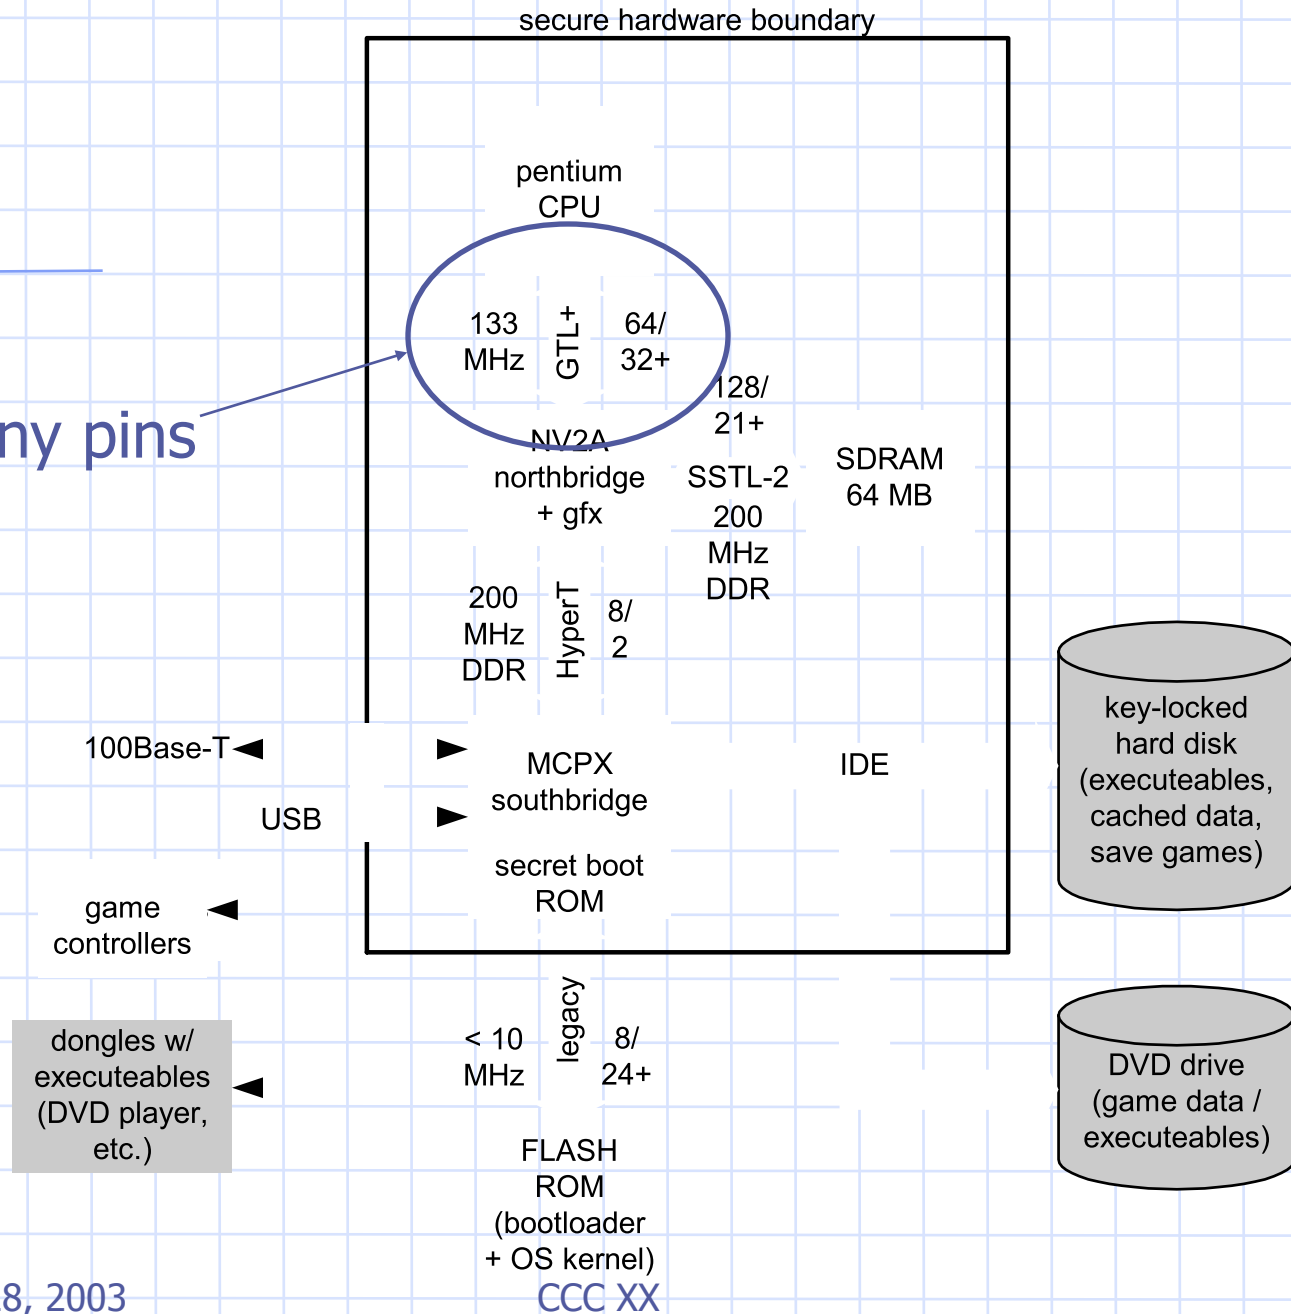 secure hardware boundary
pentium
CPU
133
MHz
GTL+
64/
32+
128/
21+
ny pins
NV2A
northbridge
+ gfx
SSTL-2
200
MHz
DDR
SDRAM
64 MB
200
MHz
DDR
HyperT
8/
2
100Base-T
USB
MCPX
southbridge
IDE
key-locked
hard disk
(executeables,
cached data,
save games)
secret boot
ROM
game
controllers
dongles w/
executeables
(DVD player,
etc.)
< 10
MHz
legacy
8/
24+
DVD drive
(game data /
executeables)
FLASH
ROM
(bootloader
+ OS kernel)
8, 2003
CCC XX